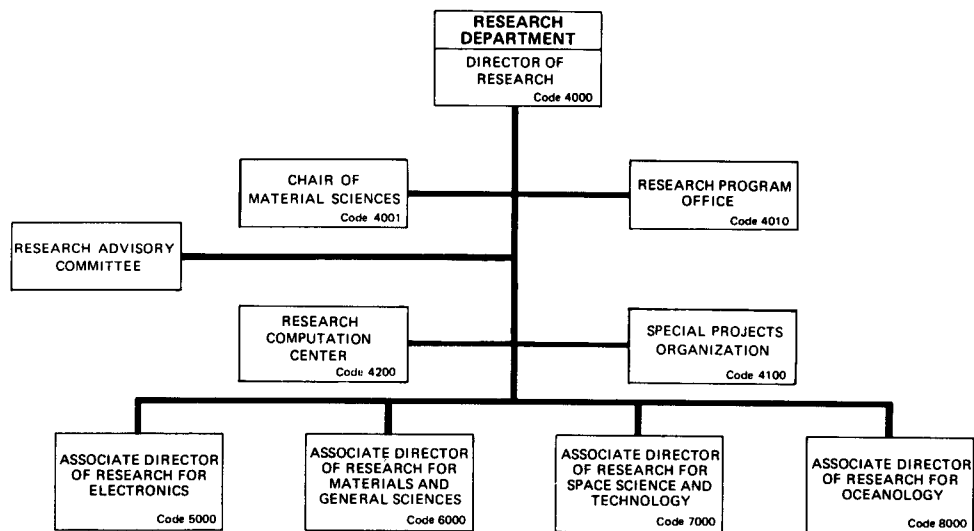 RESEARCH
DEPARTMENT
DIRECTOR OF
RESEARCH
Code 4000
CHAIR OF
MATERIAL SCIENCES
Code 4001
RESEARCH PROGRAM
OFFICE
Code 4010
RESEARCH ADVISORY
COMMITTEE
RESEARCH
COMPUTATION
CENTER
Code 4200
SPECIAL PROJECTS
ORGANIZATION
Code 4100
ASSOCIATE DIRECTOR
OF RESEARCH FOR
ELECTRONICS
Code 5000
ASSOCIATE DIRECTOR
OF RESEARCH FOR
MATERIALS AND
GENERAL SCIENCES
Code 6000
ASSOCIATE DIRECTOR
OF RESEARCH FOR
SPACE SCIENCE AND
TECHNOLOGY
Code 7000
ASSOCIATE DIRECTOR
OF RESEARCH FOR
OCEANOLOGY
Code 8000